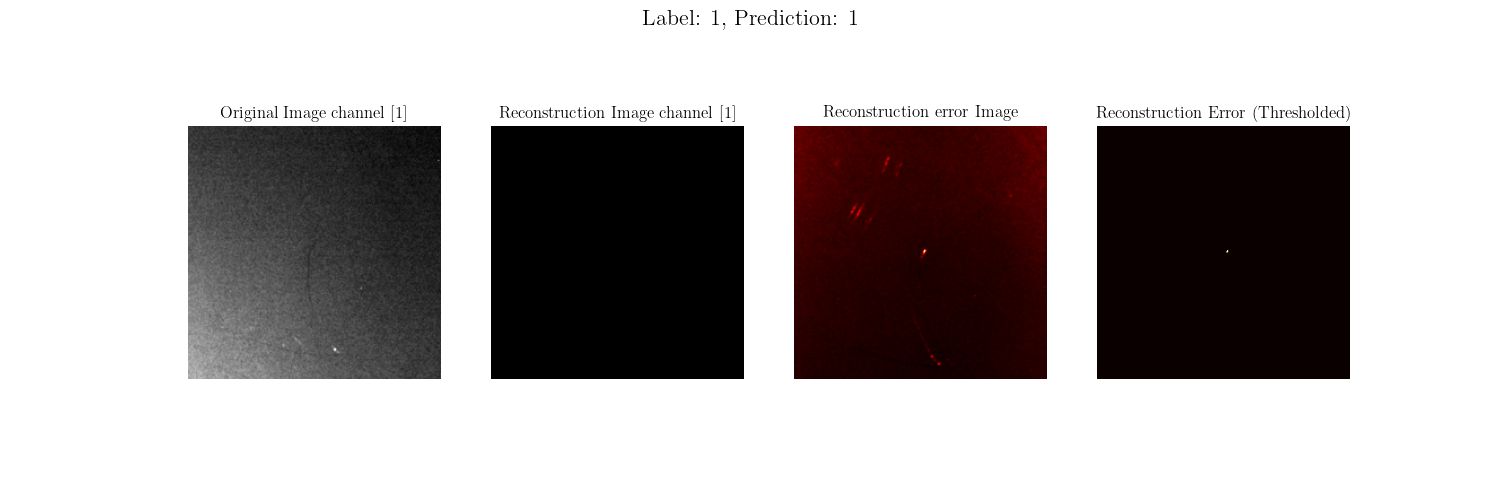 Label: 1, Prediction: 1
Original Image channel [1]
Reconstruction Image channel [1]
Reconstruction error Image
Reconstruction Error (Thresholded)